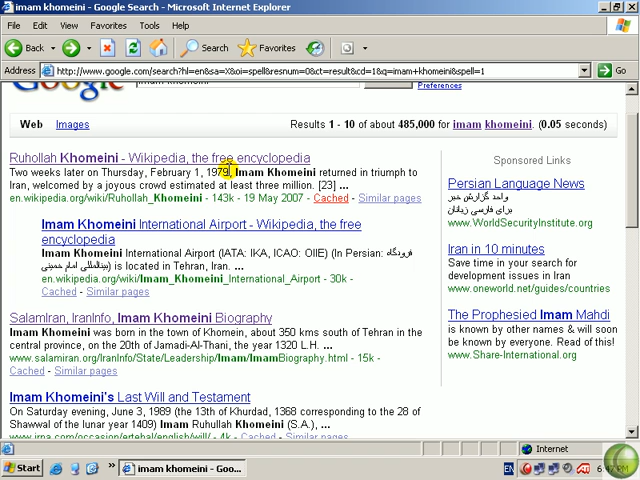 imam khomeini - Google Search - Microsoft Internet Explorer
File Edit View Favorites Tools Help
Back Search Favorites
Address http://www.google.com/search?hl=en&sa=X&oi=spell&resnum=0&ct=result&cd=1&q=imam+khomeini&spell=1 Go
Google Preferences
Web Images Results 1 - 10 of about 485,000 for imam khomeini. (0.05 seconds)
Ruhollah Khomeini - Wikipedia, the free encyclopedia
Two weeks later on Thursday, February 1, 1979, Imam Khomeini returned in triumph to
Iran, welcomed by a joyous crowd estimated at least three million. [23] ...
en.wikipedia.org/wiki/Ruhollah_Khomeini - 143k - 19 May 2007 - Cached - Similar pages
Imam Khomeini International Airport - Wikipedia, the free
encyclopedia
Imam Khomeini International Airport (IATA: IKA, ICAO: OIIE) (In Persian: فرودگاه
بین‌المللی امام خمینی) is located in Tehran, Iran. ...
en.wikipedia.org/wiki/Imam_Khomeini_International_Airport - 30k -
Cached - Similar pages
SalamIran, IranInfo, Imam Khomeini Biography
Imam Khomeini was born in the town of Khomein, about 350 kms south of Tehran in the
central province, on the 20th of Jamadi-Al-Thani, the year 1320 L.H. ...
www.salamiran.org/IranInfo/State/Leadership/Imam/ImamBiography.html - 15k -
Cached - Similar pages
Imam Khomeini's Last Will and Testament
On Saturday evening, June 3, 1989 (the 13th of Khurdad, 1368 corresponding to the 28 of
Shawwal of the lunar year 1409) Imam Ruhullah Khomeini (S.A.), ...
www.irna.com/occasion/ertehal/english/will/ - 4k - Cached - Similar pages
Sponsored Links
Persian Language News
واحد گزارش خبر
برای فارسی زبانان
www.WorldSecurityInstitute.org
Iran in 10 minutes
Save time in your search for
development issues in Iran
www.oneworld.net/guides/countries
The Prophesied Imam Mahdi
is known by other names & will soon
be known by everyone. Read of this!
www.Share-International.org
Internet
Start imam khomeini - Goo... EN